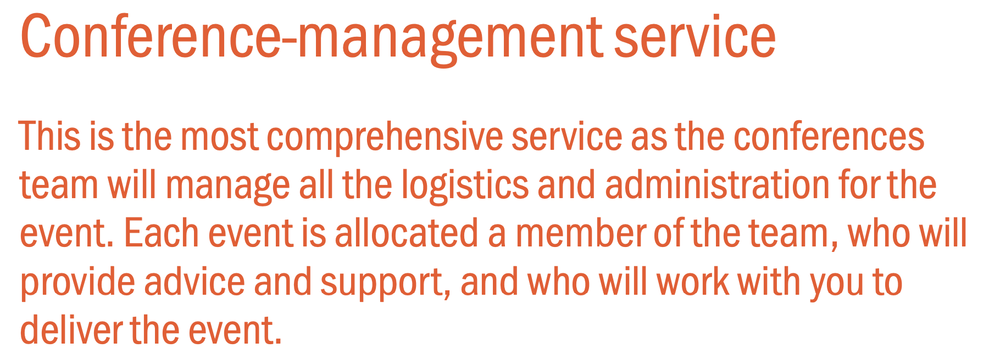 Conference-management service
This is the most comprehensive service as the conferences
team will manage all the logistics and administration for the
event. Each event is allocated a member of the team, who will
provide advice and support, and who will work with you to
deliver the event.